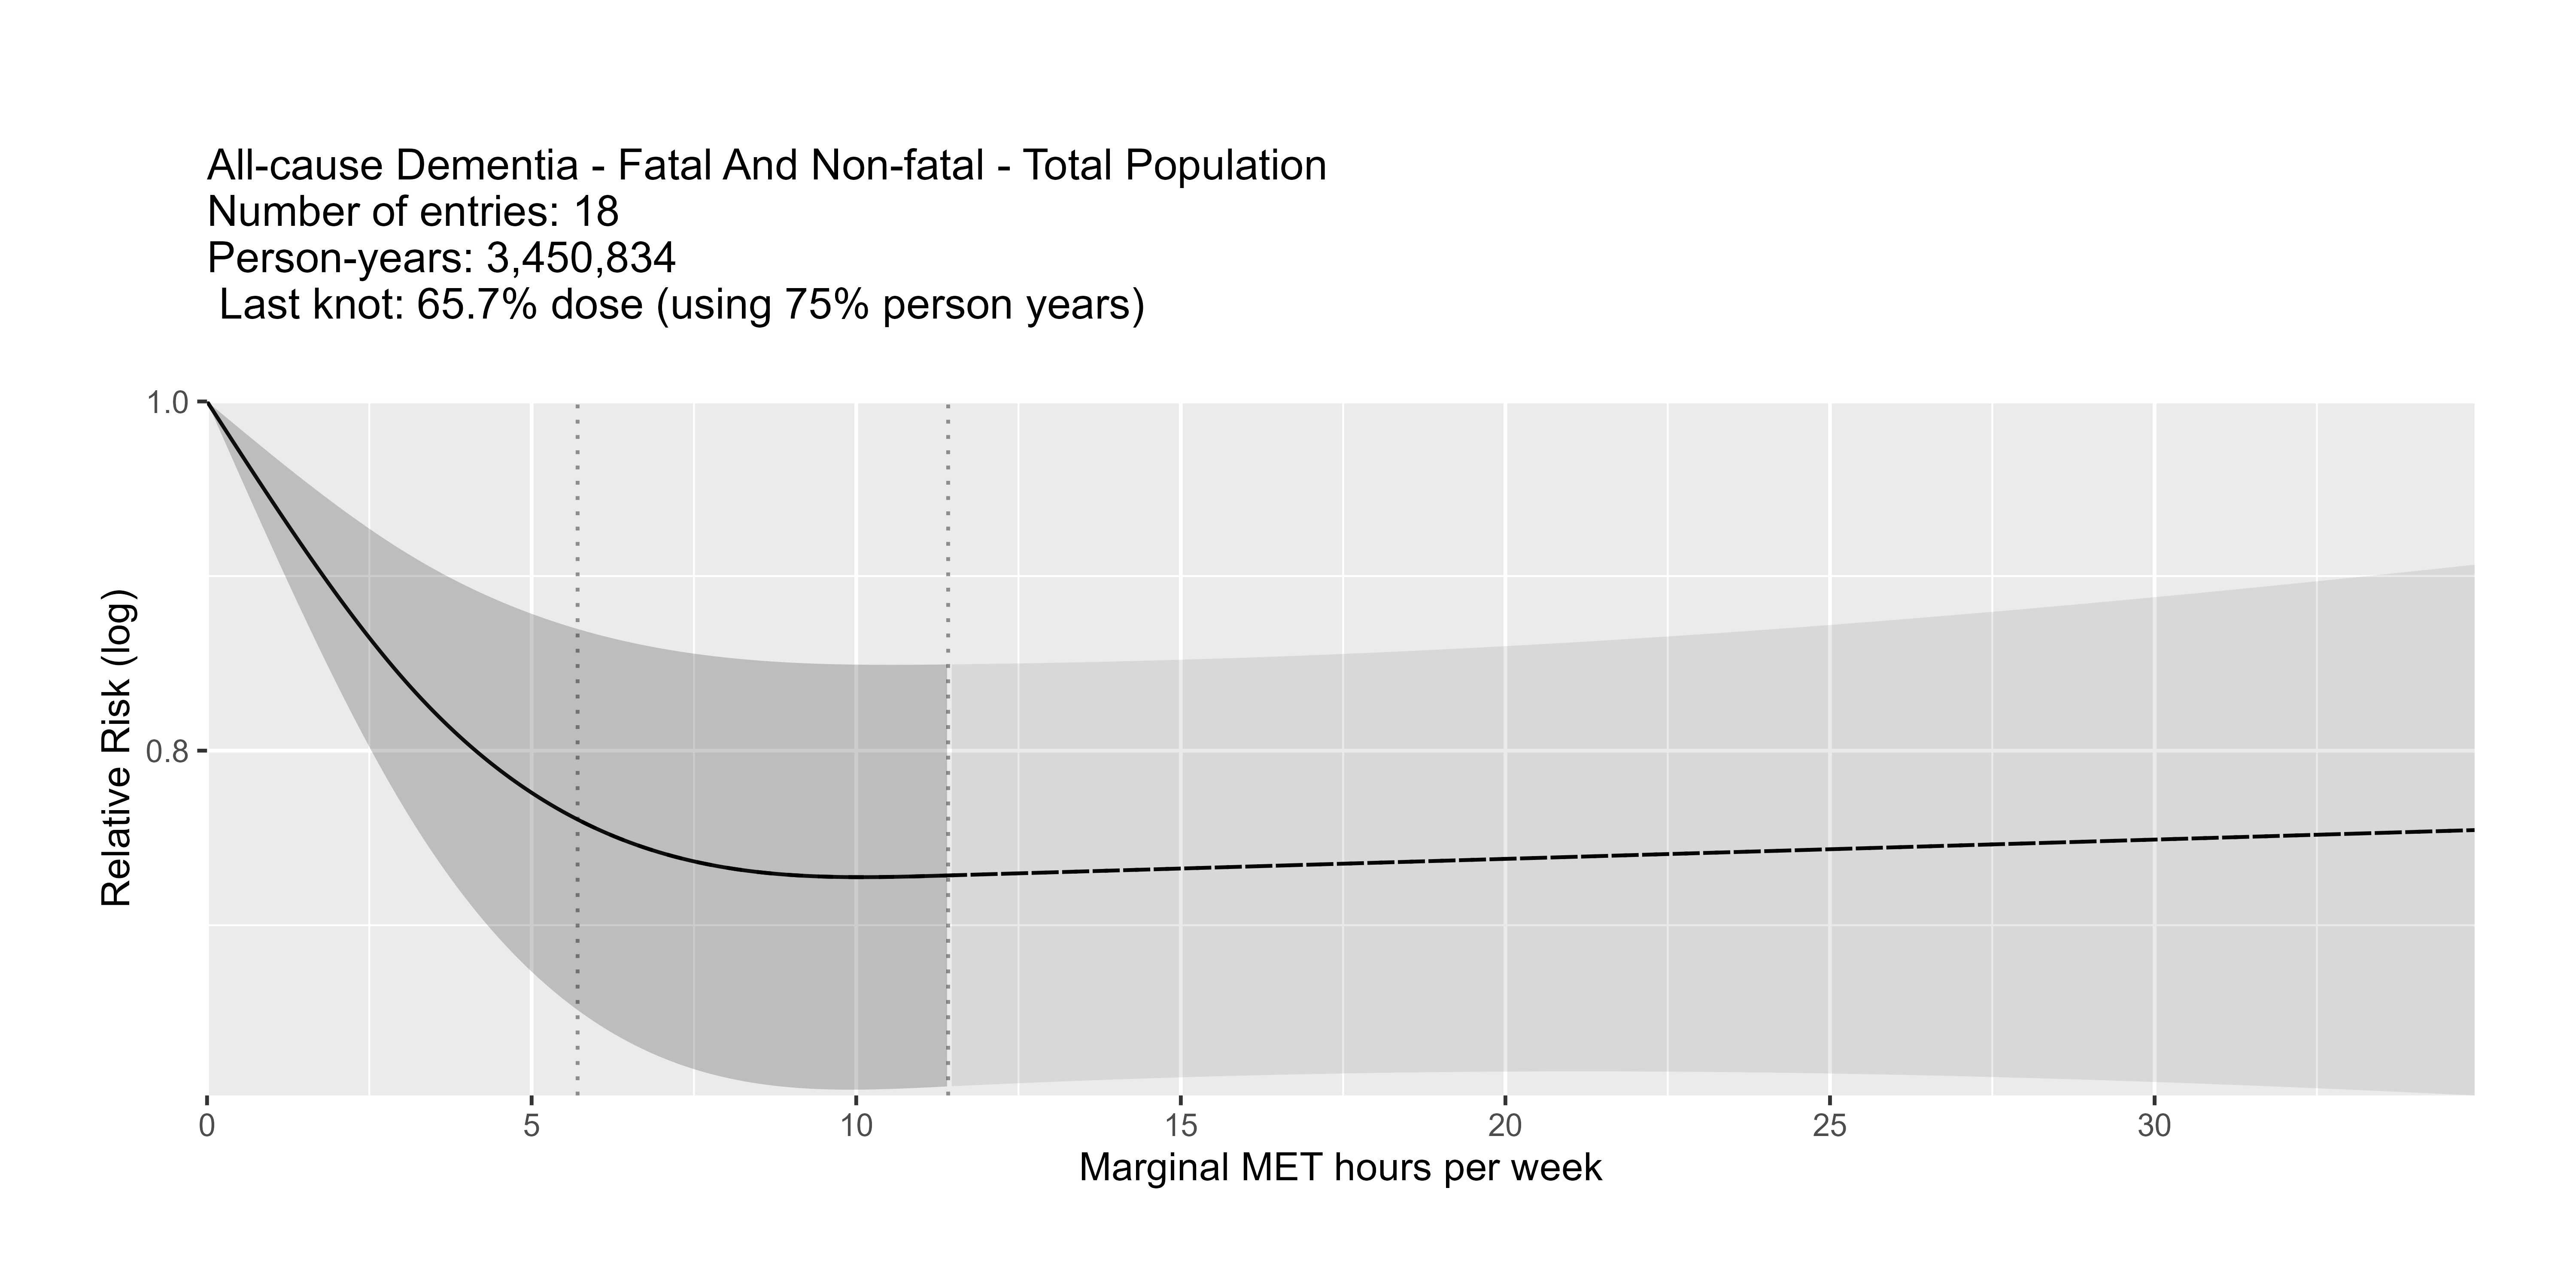 All-cause Dementia - Fatal And Non-fatal - Total Population
Number of entries: 18
Person-years: 3,450,834
Last knot: 65.7% dose (using 75% person years)
1.0
0.8
Relative Risk (log)
0 5 10 15 20 25 30
Marginal MET hours per week